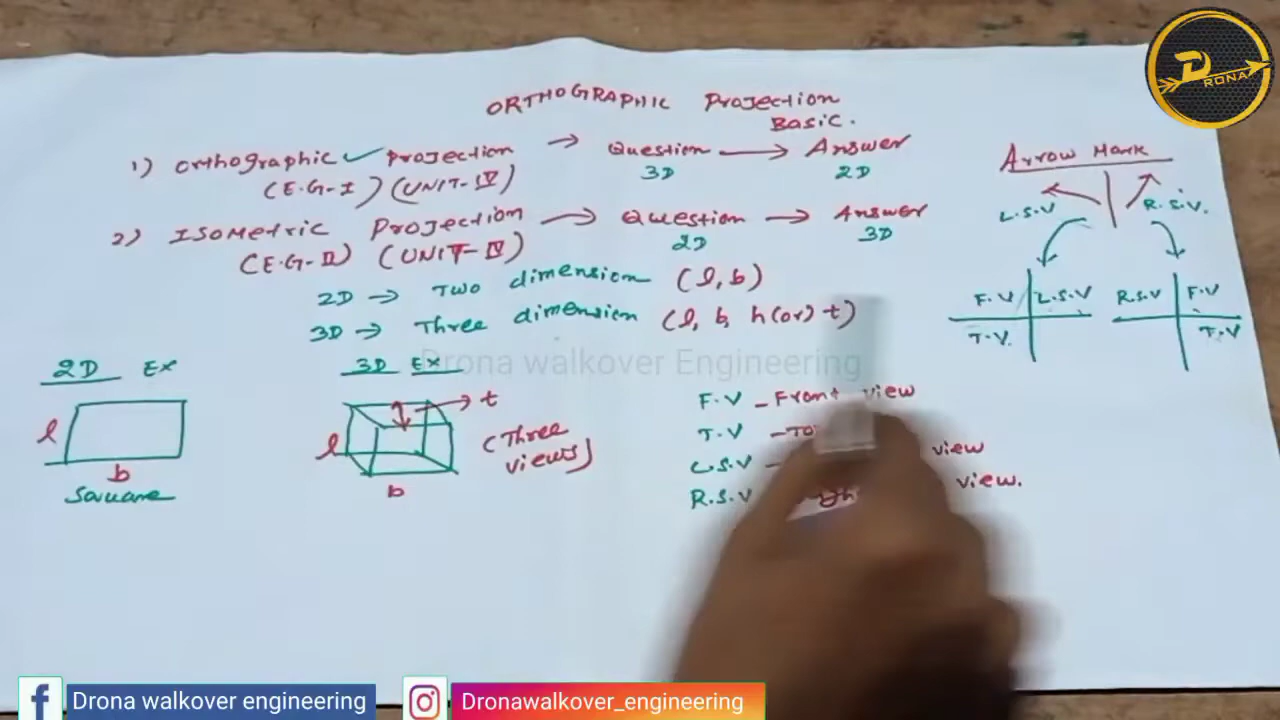 DRONA
ORTHOGRAPHIC Projection
Basic.
1) Orthographic ✓ projection → Question → Answer
(E.G-I) (UNIT-IV) 3D 2D
2) Isometric Projection → Question → Answer
(E.G-II) (UNIT-IV) 2D 3D
2D → Two dimension (l, b)
3D → Three dimension (l, b, h(or) t)
Arrow Mark
L.S.V R.S.V.
F.V L.S.V
T.V.
R.S.V F.V
T.V
Drona walkover Engineering
2D Ex
l
b
Square
3D Ex
t
l
b
(Three
views)
F.V - Front view
T.V - To
L.S.V - view
R.S.V view.
Drona walkover engineering
Dronawalkover_engineering